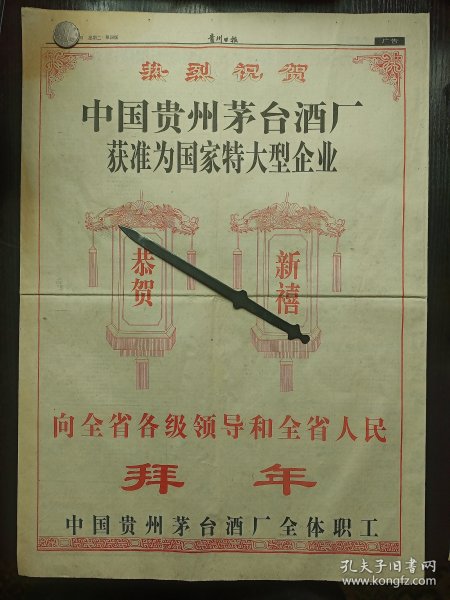 贵州日报
广告
热烈祝贺
中国贵州茅台酒厂
获准为国家特大型企业
恭贺
新禧
向全省各级领导和全省人民
拜年
中国贵州茅台酒厂全体职工
孔夫子旧书网
www.kongfz.com